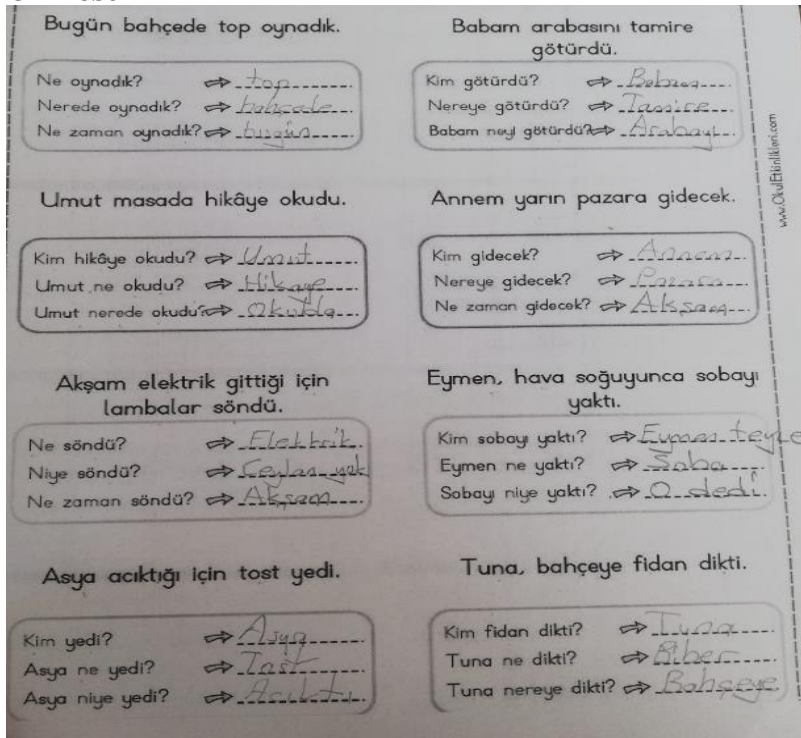 Bugün bahçede top oynadık.
Ne oynadık? ⇨ top
Nerede oynadık? ⇨ bahçede
Ne zaman oynadık? ⇨ bugün
Babam arabasını tamire
götürdü.
Kim götürdü? ⇨ Babam
Nereye götürdü? ⇨ Tamire
Babam neyi götürdü? ⇨ Arabayı
Umut masada hikâye okudu.
Kim hikâye okudu? ⇨ Umut
Umut ne okudu? ⇨ Hikaye
Umut nerede okudu? ⇨ Okulda
Annem yarın pazara gidecek.
Kim gidecek? ⇨ Annem
Nereye gidecek? ⇨ Pazara
Ne zaman gidecek? ⇨ Akşam
Akşam elektrik gittiği için
lambalar söndü.
Ne söndü? ⇨ Elektrik
Niye söndü? ⇨ Ceylan yok
Ne zaman söndü? ⇨ Akşam
Eymen, hava soğuyunca sobayı
yaktı.
Kim sobayı yaktı? ⇨ Eymen teyze
Eymen ne yaktı? ⇨ Soba
Sobayı niye yaktı? ⇨ O dedi
Asya acıktığı için tost yedi.
Kim yedi? ⇨ Asya
Asya ne yedi? ⇨ Tost
Asya niye yedi? ⇨ Acıktı
Tuna, bahçeye fidan dikti.
Kim fidan dikti? ⇨ Tuna
Tuna ne dikti? ⇨ Biber
Tuna nereye dikti? ⇨ Bahçeye
www.OkulEtkinlikleri.com